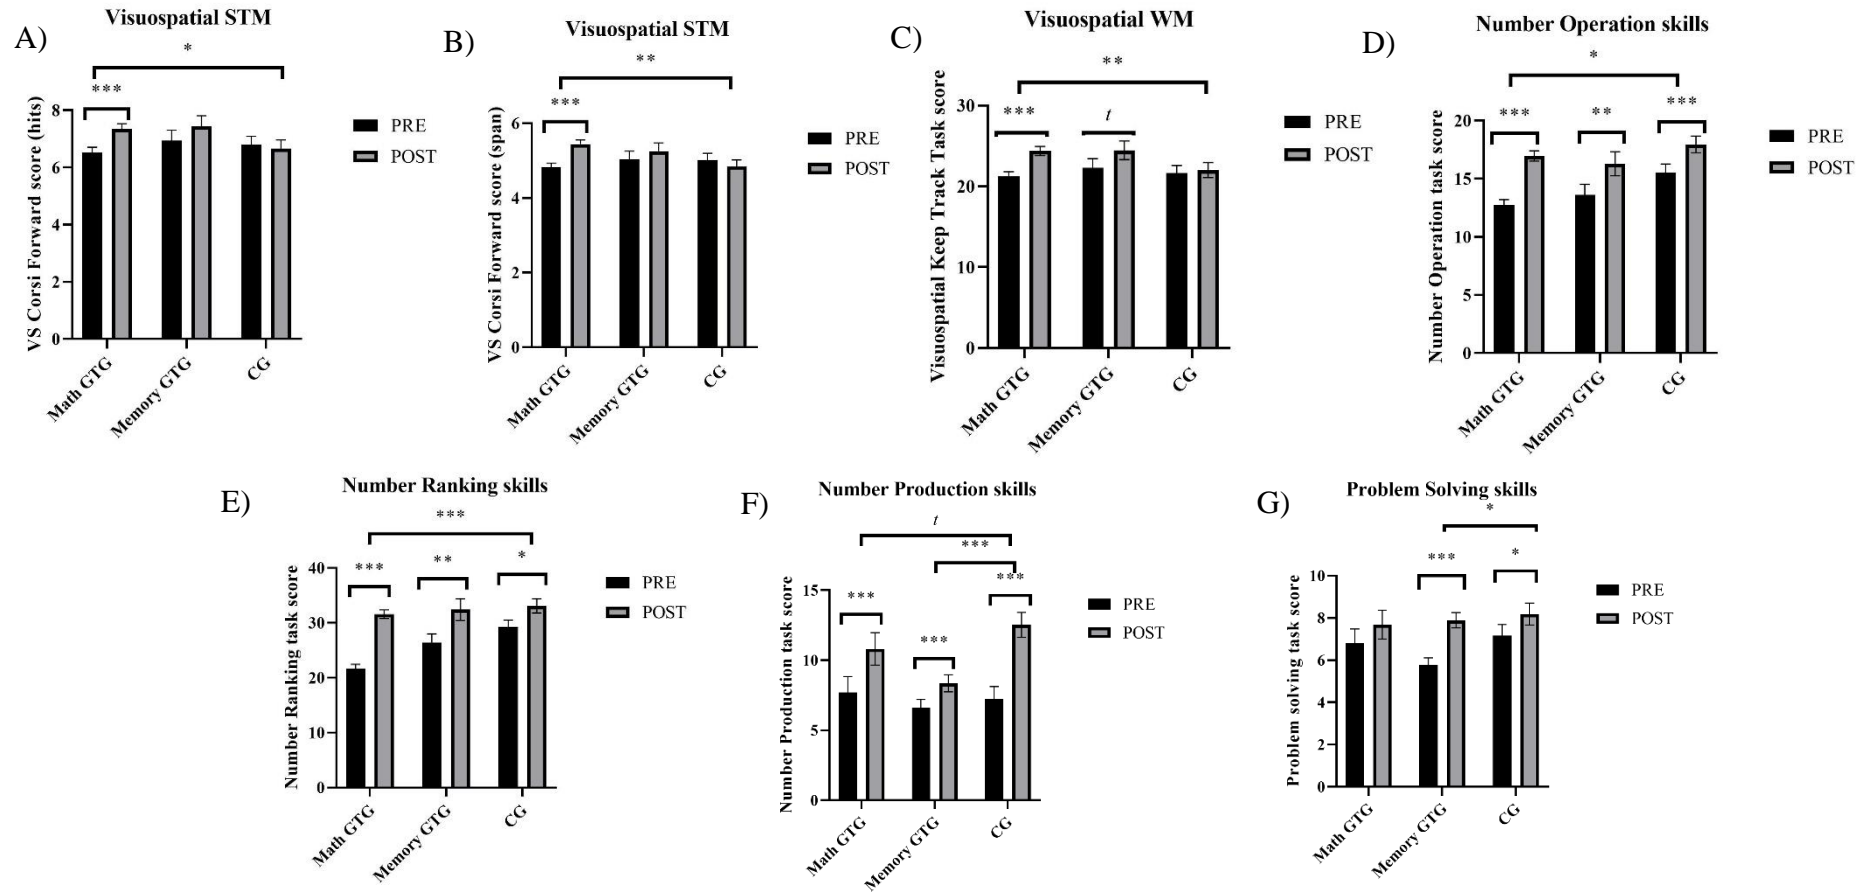 A)
Visuospatial STM
*
***
VS Corsi Forward score (hits)
8
6
4
2
0
Math GTG
Memory GTG
CG
PRE
POST
B)
Visuospatial STM
**
***
VS Corsi Forward score (span)
6
4
2
0
Math GTG
Memory GTG
CG
PRE
POST
C)
Visuospatial WM
**
***
t
Visuospatial Keep Track Task score
30
20
10
0
Math GTG
Memory GTG
CG
PRE
POST
D)
Number Operation skills
*
***
**
***
Number Operation task score
20
15
10
5
0
Math GTG
Memory GTG
CG
PRE
POST
E)
Number Ranking skills
***
***
**
*
Number Ranking task score
40
30
20
10
0
Math GTG
Memory GTG
CG
PRE
POST
F)
Number Production skills
t
***
***
***
***
Number Production task score
15
10
5
0
Math GTG
Memory GTG
CG
PRE
POST
G)
Problem Solving skills
*
***
*
Problem solving task score
10
8
6
4
2
0
Math GTG
Memory GTG
CG
PRE
POST